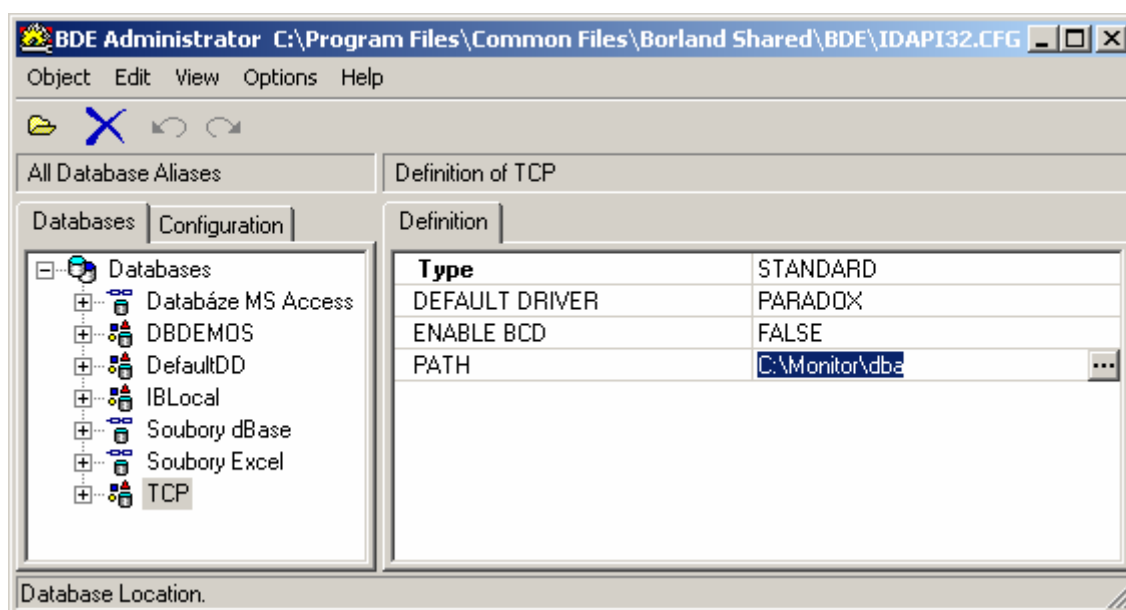 BDE Administrator C:\Program Files\Common Files\Borland Shared\BDE\IDAPI32.CFG
Object Edit View Options Help
All Database Aliases
Definition of TCP
Databases Configuration
Definition
Databases
Databáze MS Access
DBDEMOS
DefaultDD
IBLocal
Soubory dBase
Soubory Excel
TCP
Type STANDARD
DEFAULT DRIVER PARADOX
ENABLE BCD FALSE
PATH C:\Monitor\dba
Database Location.